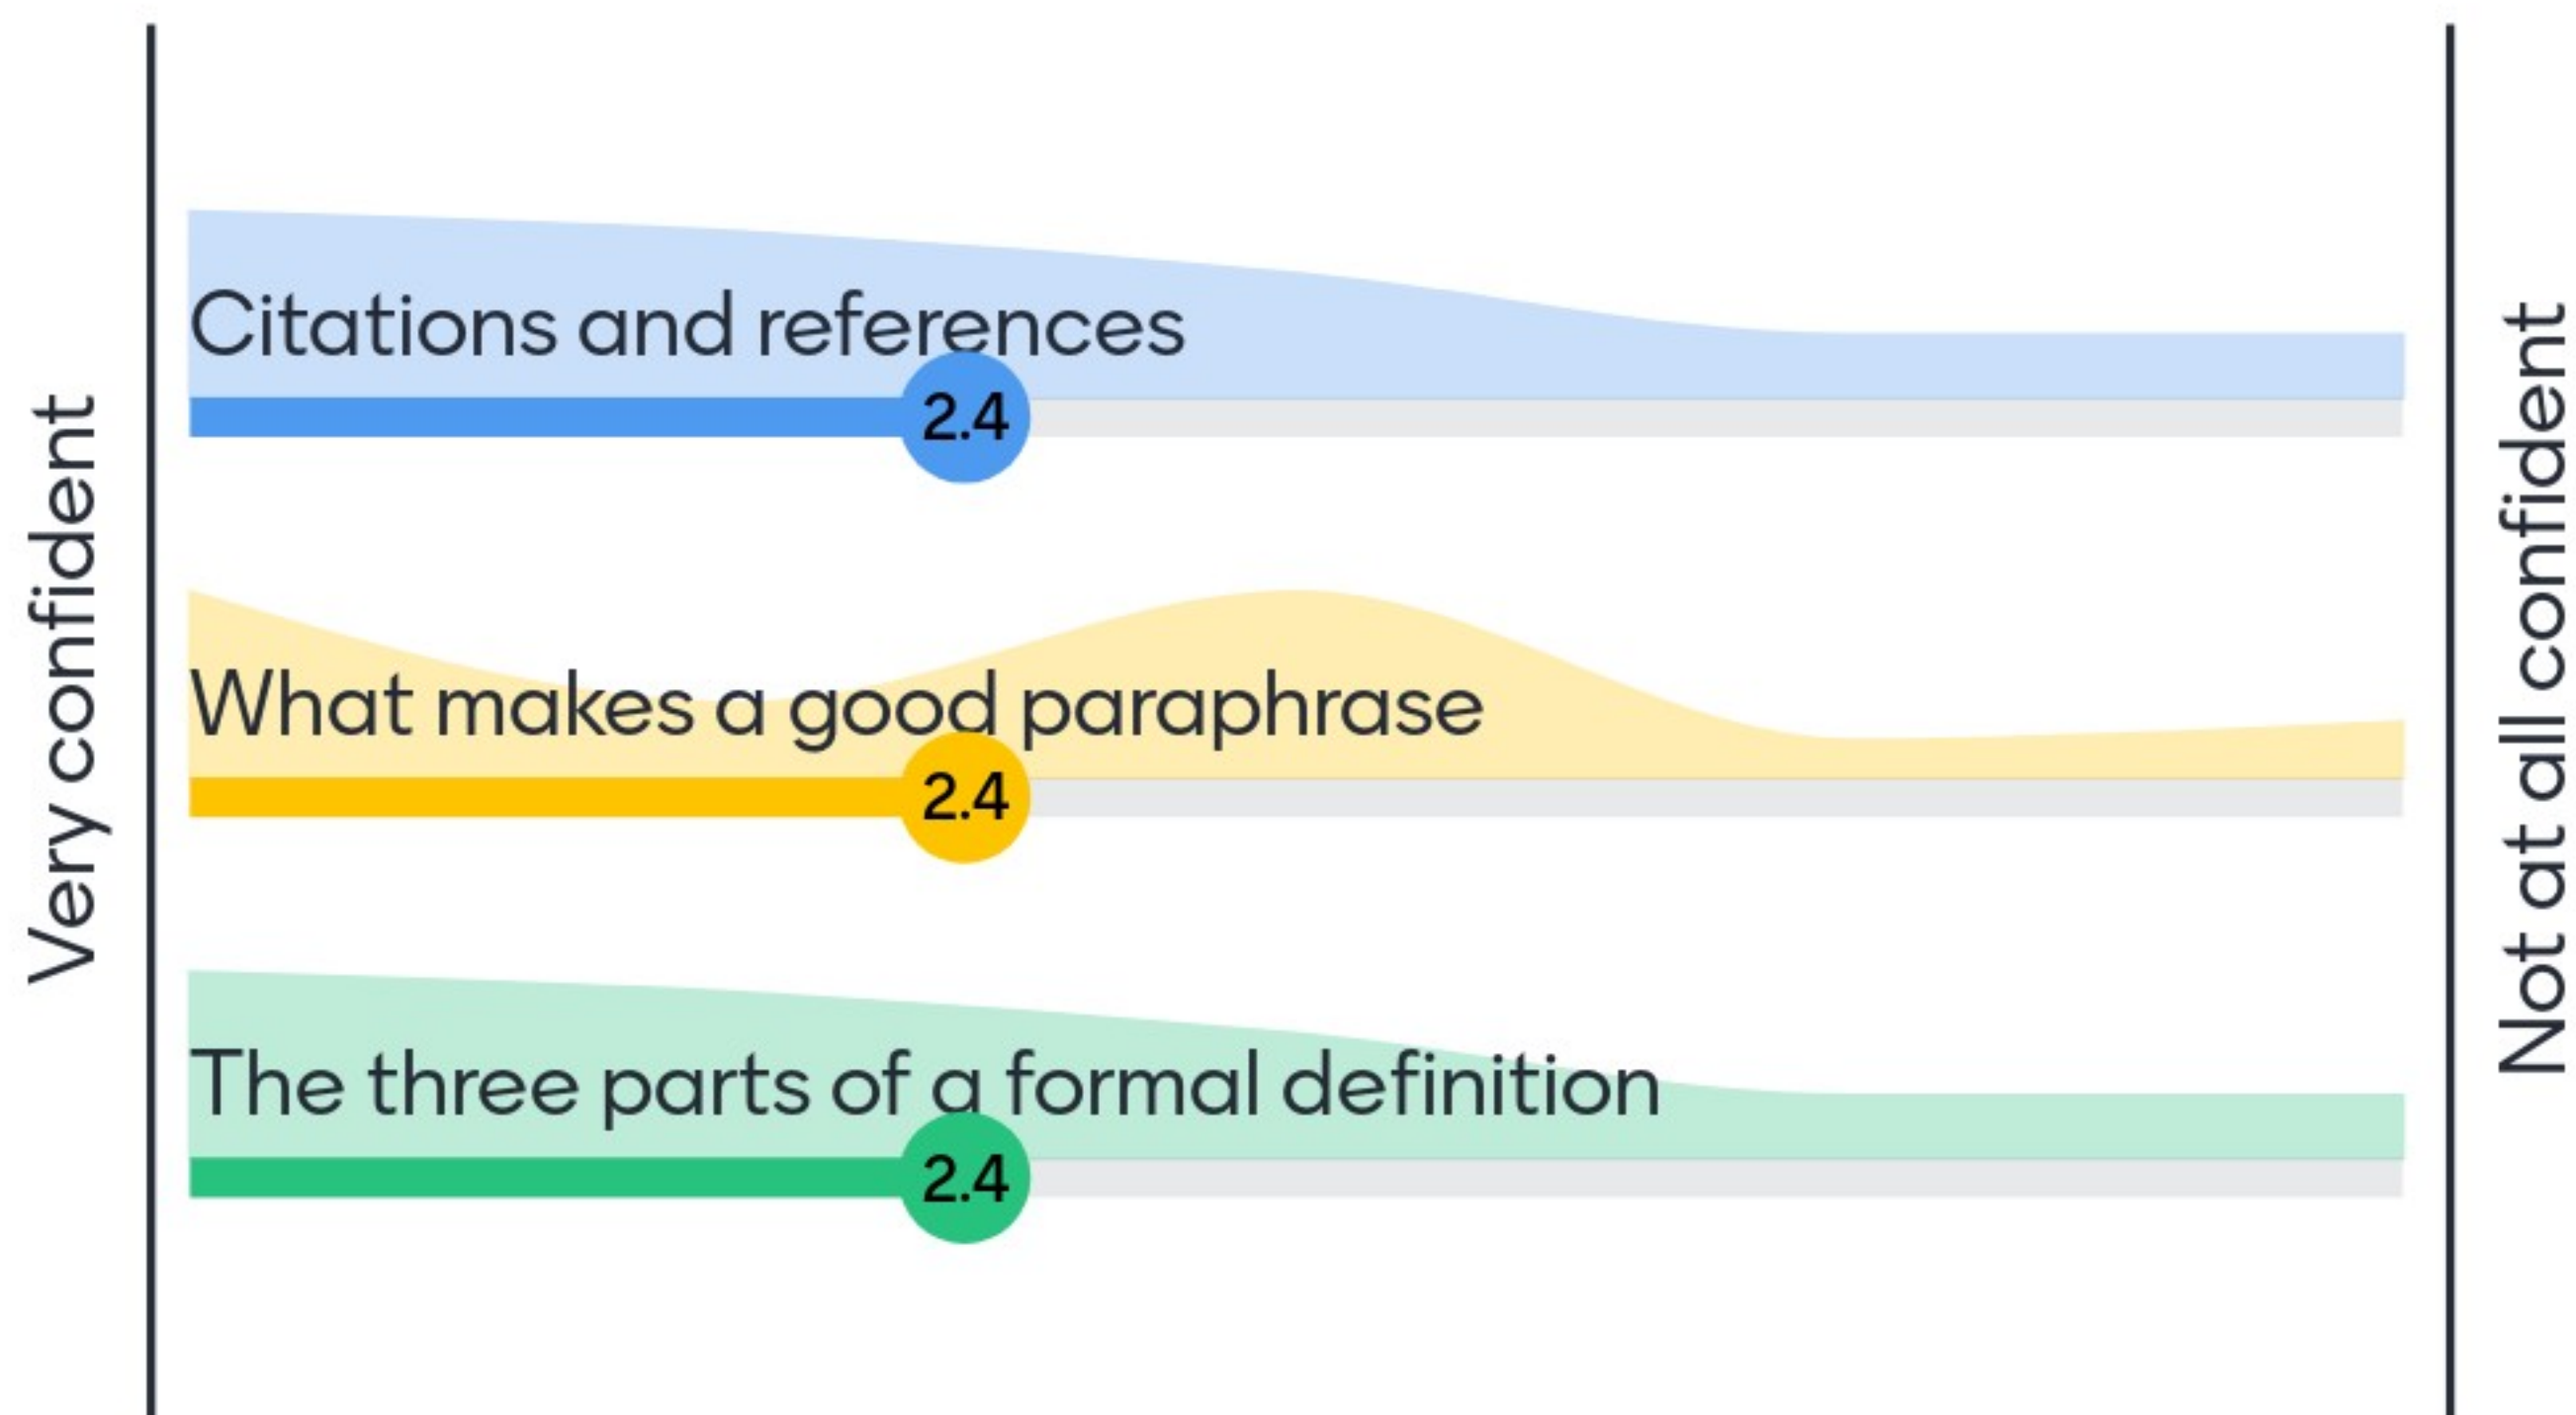 Very confident
Citations and references
2.4
What makes a good paraphrase
2.4
The three parts of a formal definition
2.4
Not at all confident